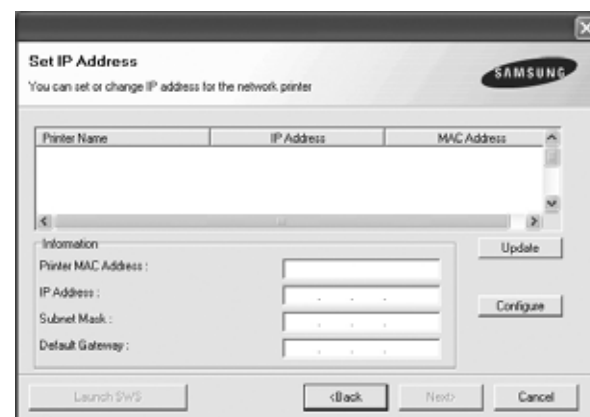 Set IP Address
You can set or change IP address for the network printer
SAMSUNG
Printer Name IP Address MAC Address
Information
Printer MAC Address :
IP Address :
Subnet Mask :
Default Gateway :
Update
Configure
Launch SWS <Back Next> Cancel